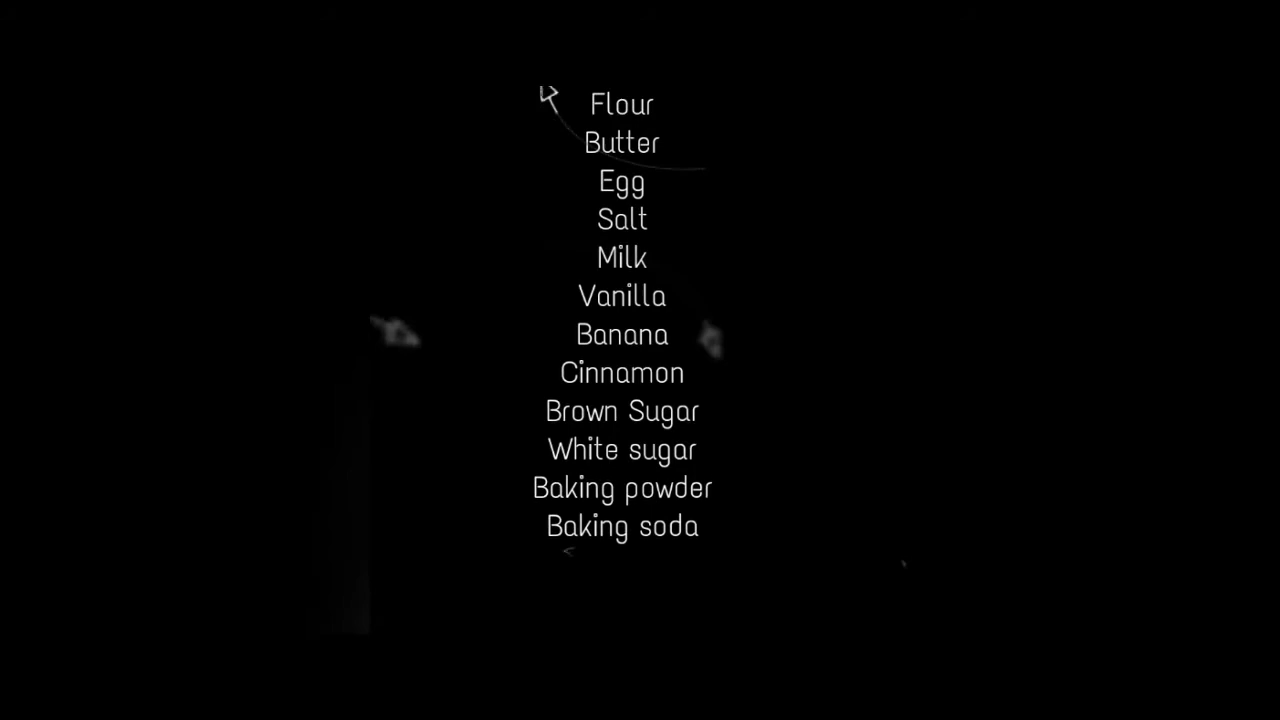 Flour
Butter
Egg
Salt
Milk
Vanilla
Banana
Cinnamon
Brown Sugar
White sugar
Baking powder
Baking soda